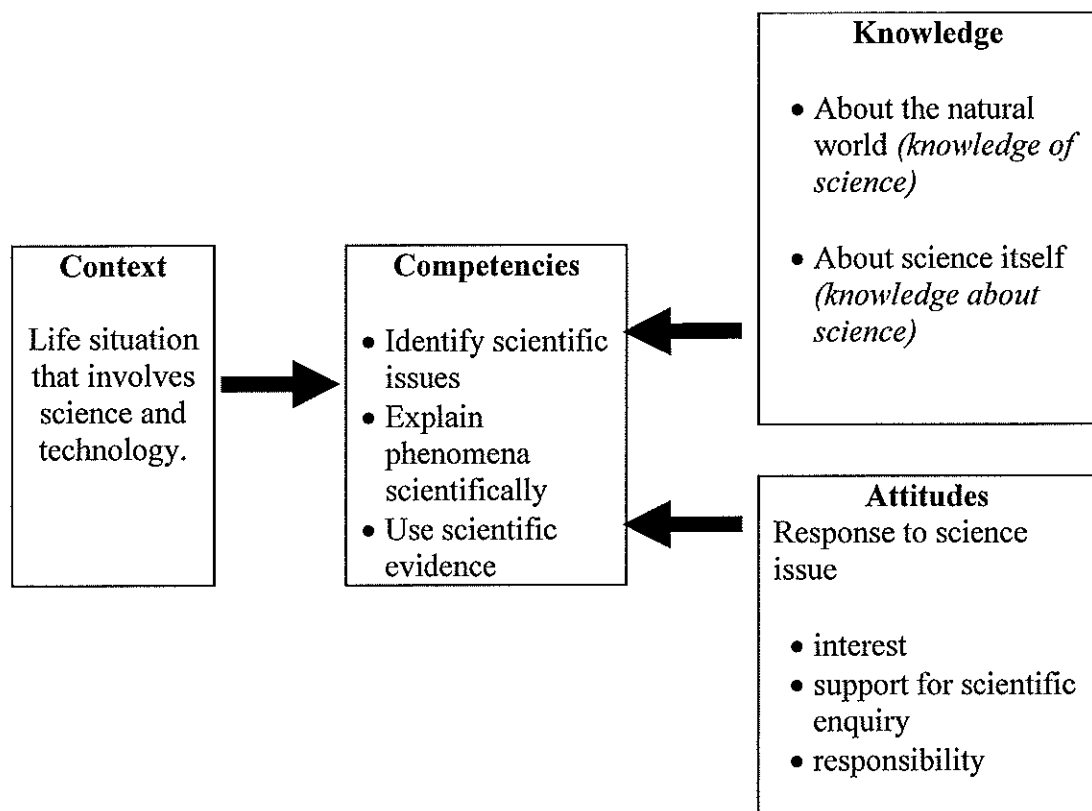 Context
Life situation
that involves
science and
technology.
Competencies
• Identify scientific
issues
• Explain
phenomena
scientifically
• Use scientific
evidence
Knowledge
• About the natural
world (knowledge of
science)
• About science itself
(knowledge about
science)
Attitudes
Response to science
issue
• interest
• support for scientific
enquiry
• responsibility